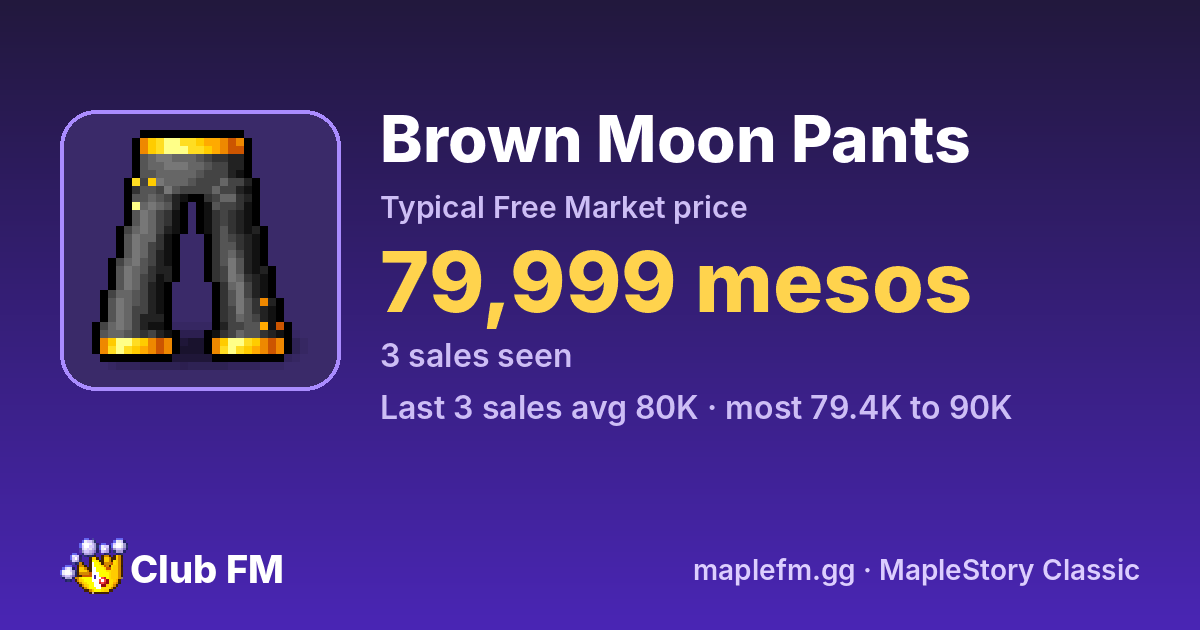 Brown Moon Pants
Typical Free Market price
79,999 mesos
3 sales seen
Last 3 sales avg 80K · most 79.4K to 90K
Club FM
maplefm.gg · MapleStory Classic